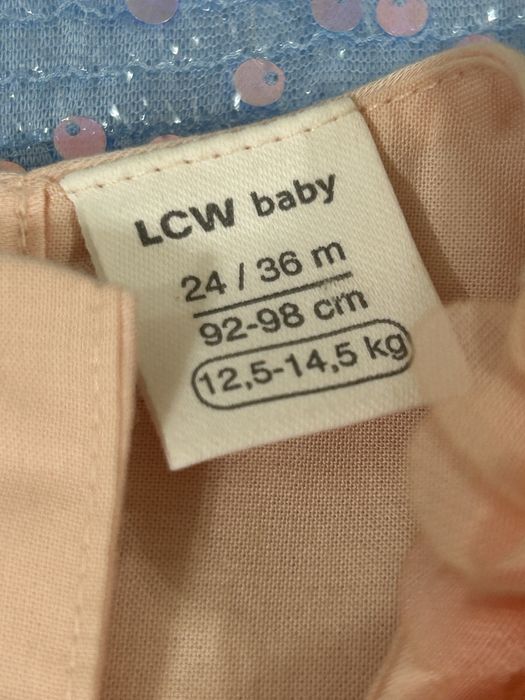 LCW baby
24 / 36 m
92-98 cm
12,5-14,5 kg